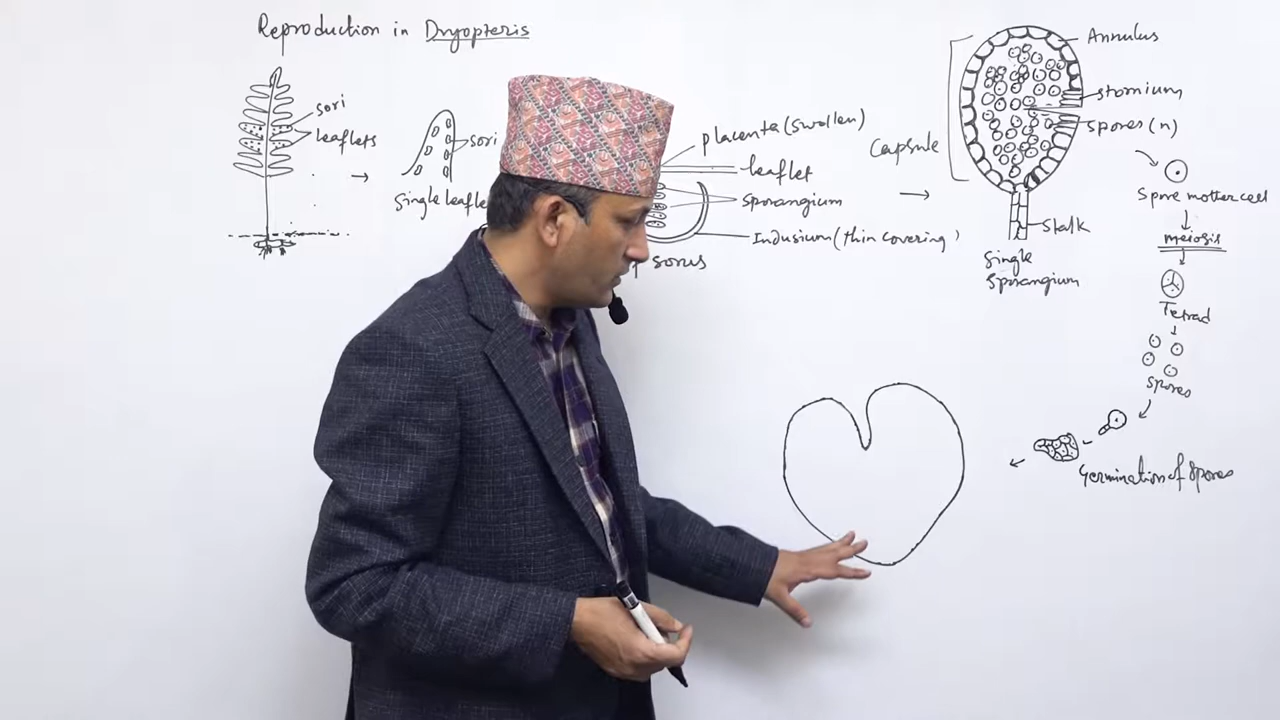 Reproduction in Dryopteris
sori
leaflets
sori
Single leaflet
placenta (swollen)
leaflet
sporangium
Indusium (thin covering)
sorus
Capsule
Annulus
stomium
spores (n)
stalk
Single
Sporangium
Spore mother cell
meiosis
Tetrad
spores
Germination of spores